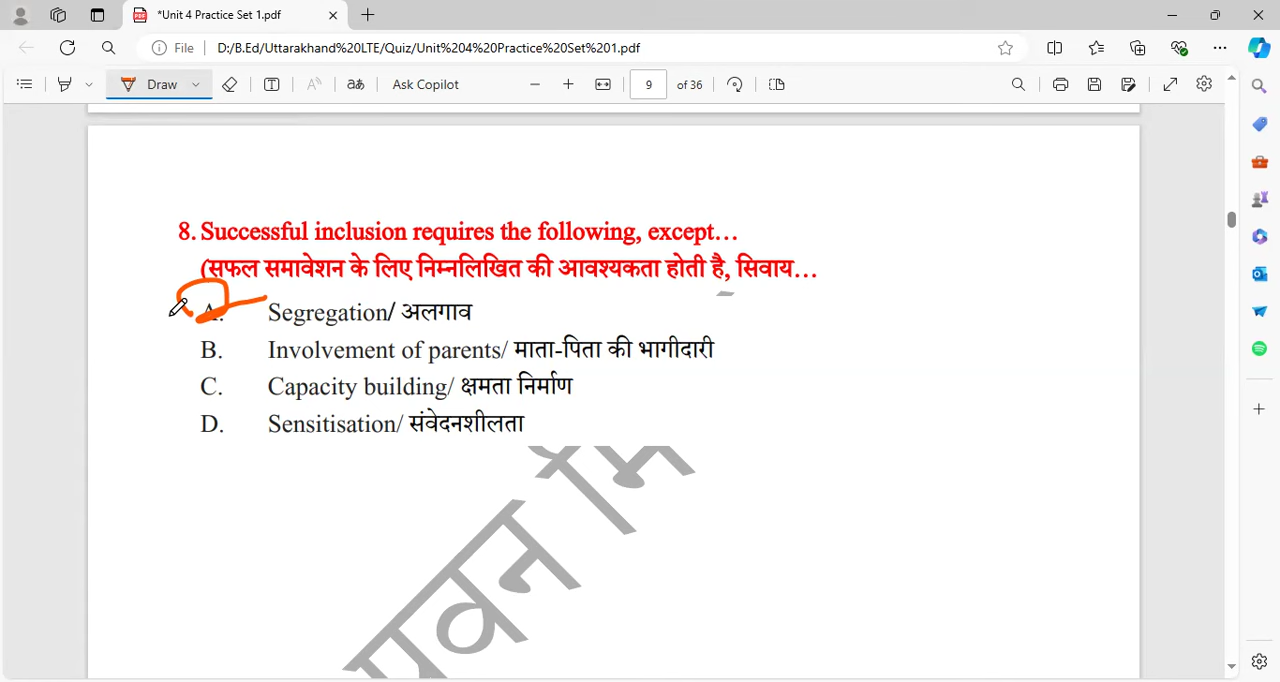 *Unit 4 Practice Set 1.pdf
File D:/B.Ed/Uttarakhand%20LTE/Quiz/Unit%204%20Practice%20Set%201.pdf
Draw aあ Ask Copilot 9 of 36
8. Successful inclusion requires the following, except…
(सफल समावेशन के लिए निम्नलिखित की आवश्यकता होती है, सिवाय…
A. Segregation/ अलगाव
B. Involvement of parents/ माता-पिता की भागीदारी
C. Capacity building/ क्षमता निर्माण
D. Sensitisation/ संवेदनशीलता